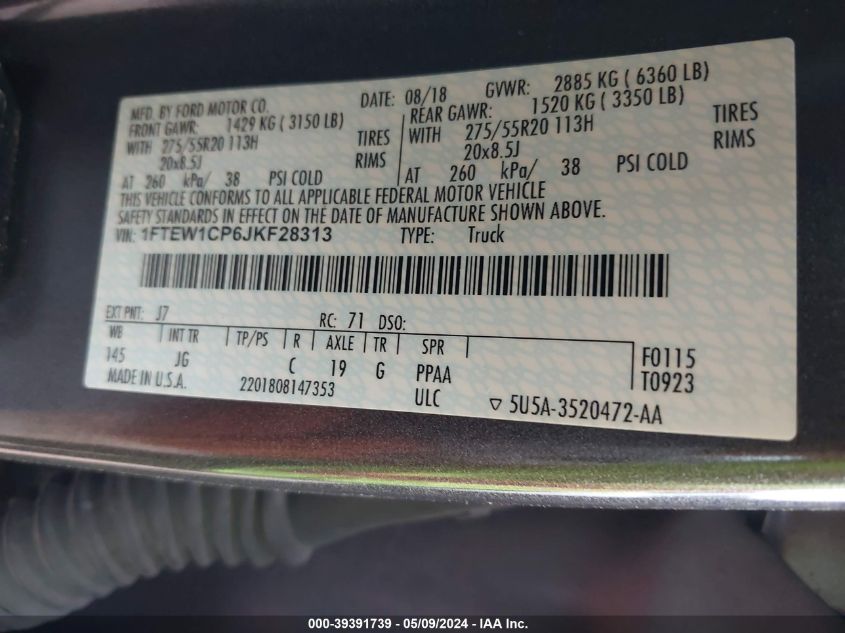 MFD. BY FORD MOTOR CO. DATE: 08/18 GVWR: 2885 KG ( 6360 LB)
FRONT GAWR: 1429 KG ( 3150 LB) REAR GAWR: 1520 KG ( 3350 LB)
WITH 275/55R20 113H TIRES WITH 275/55R20 113H TIRES
20x8.5J RIMS 20x8.5J RIMS
AT 260 kPa/ 38 PSI COLD AT 260 kPa/ 38 PSI COLD
THIS VEHICLE CONFORMS TO ALL APPLICABLE FEDERAL MOTOR VEHICLE
SAFETY STANDARDS IN EFFECT ON THE DATE OF MANUFACTURE SHOWN ABOVE.
VIN: 1FTEW1CP6JKF28313 TYPE: Truck
EXT PNT: J7 RC: 71 DSO:
WB INT TR TP/PS R AXLE TR SPR
145 JG C 19 G PPAA F0115
MADE IN U.S.A. 2201808147353 ULC T0923
▽ 5U5A-3520472-AA
000-39391739 / 05/09/2024 - IAA Inc.